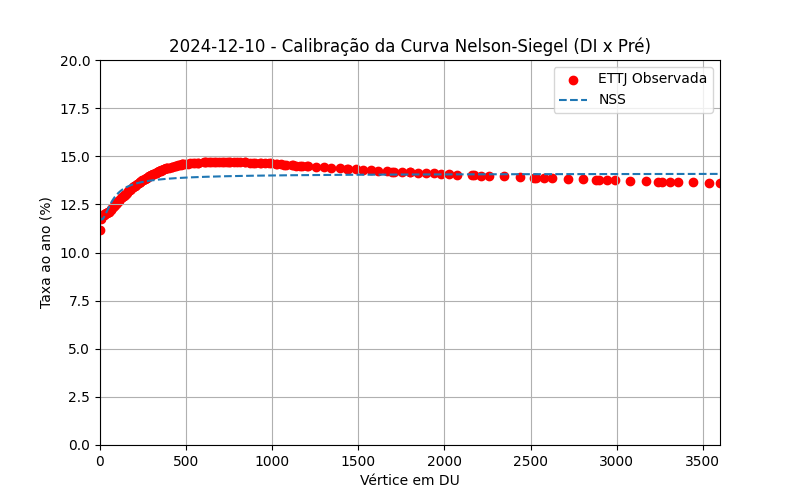 2024-12-10 - Calibração da Curva Nelson-Siegel (DI x Pré)
20.0
17.5
15.0
12.5
10.0
7.5
5.0
2.5
0.0
Taxa ao ano (%)
ETTJ Observada
NSS
0 500 1000 1500 2000 2500 3000 3500
Vértice em DU